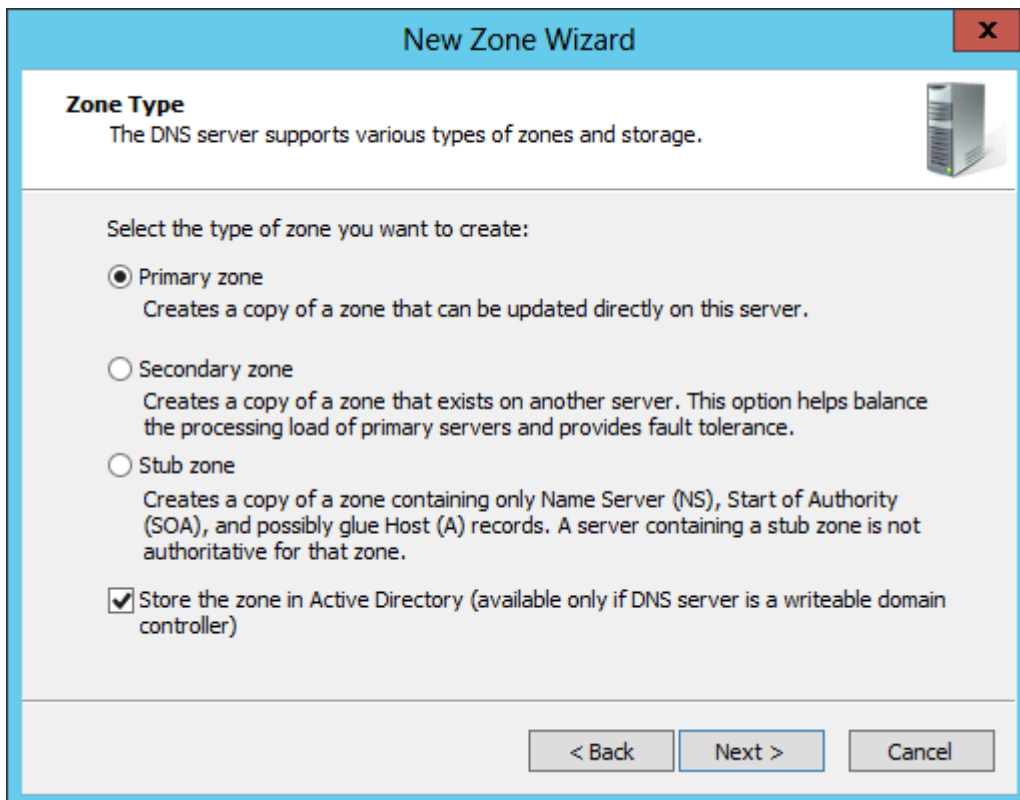 New Zone Wizard
x
Zone Type
The DNS server supports various types of zones and storage.
Select the type of zone you want to create:
Primary zone
Creates a copy of a zone that can be updated directly on this server.
Secondary zone
Creates a copy of a zone that exists on another server. This option helps balance
the processing load of primary servers and provides fault tolerance.
Stub zone
Creates a copy of a zone containing only Name Server (NS), Start of Authority
(SOA), and possibly glue Host (A) records. A server containing a stub zone is not
authoritative for that zone.
Store the zone in Active Directory (available only if DNS server is a writeable domain
controller)
< Back
Next >
Cancel